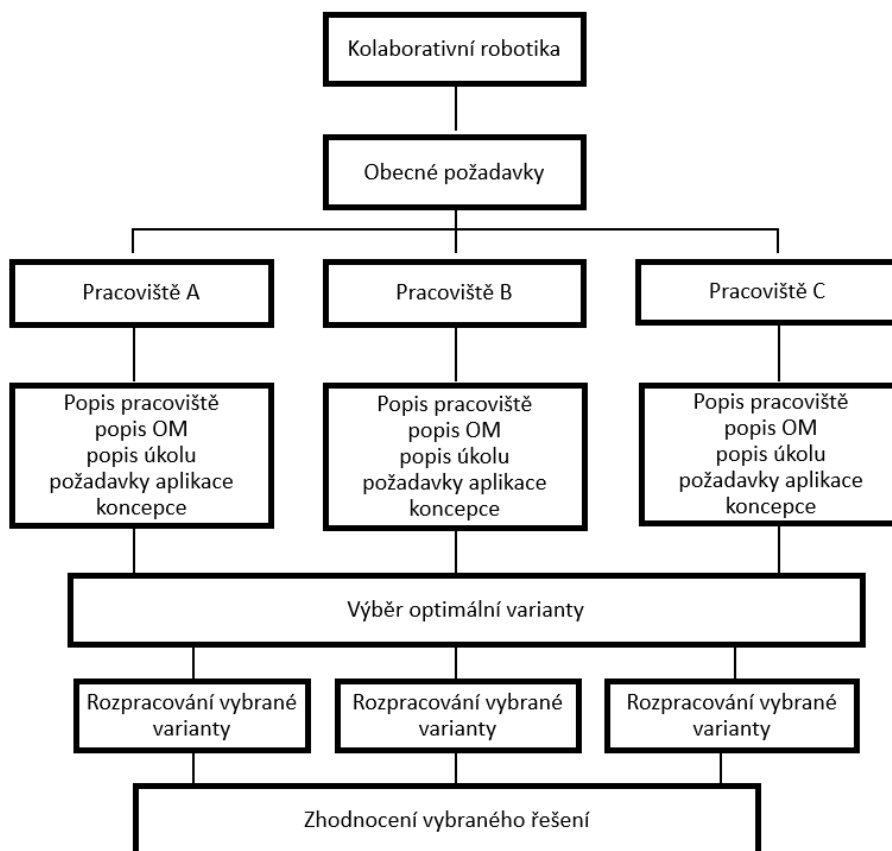 Kolaborativní robotika
Obecné požadavky
Pracoviště A
Pracoviště B
Pracoviště C
Popis pracoviště
popis OM
popis úkolu
požadavky aplikace
koncepce
Popis pracoviště
popis OM
popis úkolu
požadavky aplikace
koncepce
Popis pracoviště
popis OM
popis úkolu
požadavky aplikace
koncepce
Výběr optimální varianty
Rozpracování vybrané
varianty
Rozpracování vybrané
varianty
Rozpracování vybrané
varianty
Zhodnocení vybraného řešení